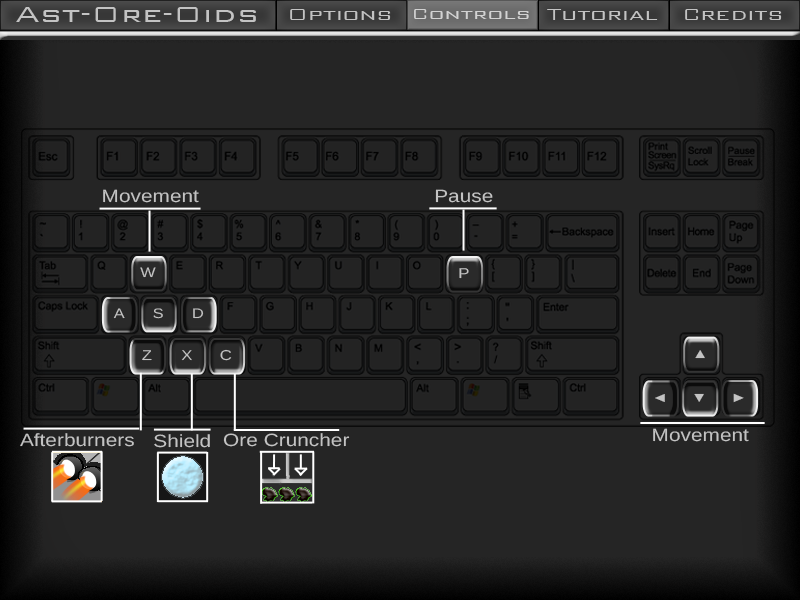 Ast-Ore-Oids Options Controls Tutorial Credits
Esc F1 F2 F3 F4 F5 F6 F7 F8 F9 F10 F11 F12 Print Screen SysRq Scroll Lock Pause Break
Movement Pause
~ ! @ # $ % ^ & * ( ) - + ←Backspace Insert Home Page Up
1 2 3 4 5 6 7 8 9 0 - =
Tab Q W E R T Y U I O P { } | Delete End Page Down
[ ] \
Caps Lock A S D F G H J K L : " Enter
; '
Shift Z X C V B N M < > ? Shift
, . /
Ctrl Alt Alt Ctrl
Movement
Afterburners Shield Ore Cruncher